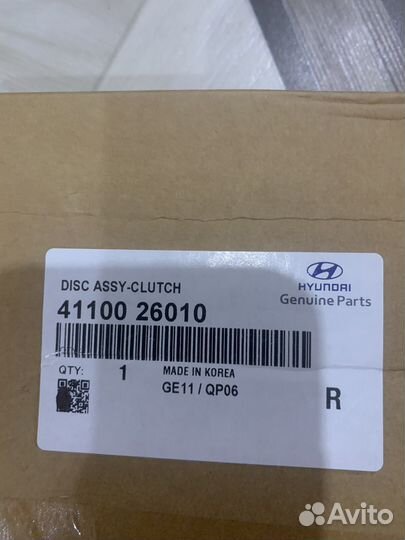 DISC ASSY-CLUTCH
HYUNDAI
41100 26010
Genuine Parts
QTY:
1
MADE IN KOREA
GE11 / QP06
R
Avito